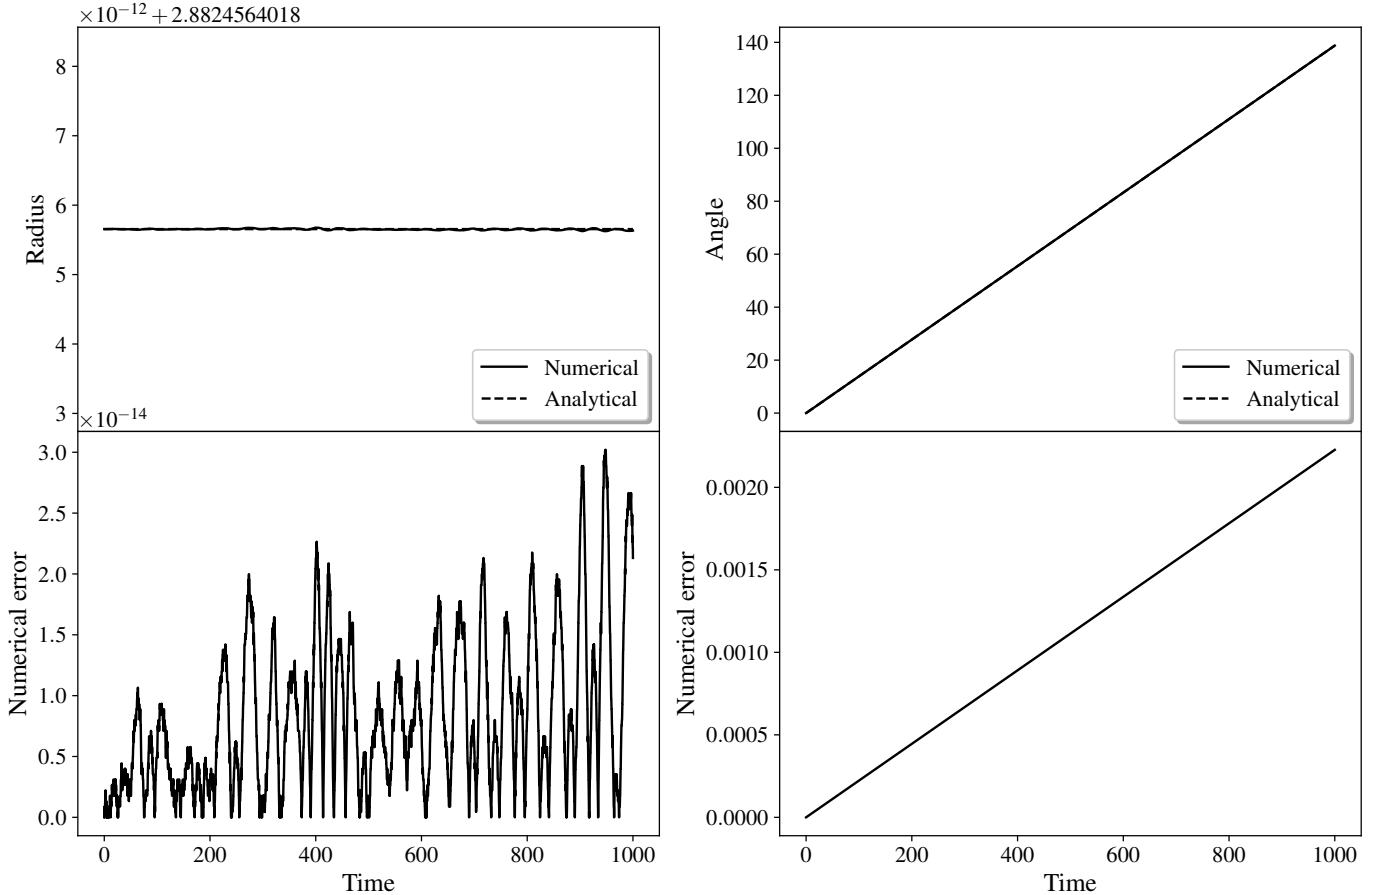 ×10−12 + 2.8824564018
8
7
6
5
4
3
Radius
Numerical
Analytical
140
120
100
80
60
40
20
0
Angle
Numerical
Analytical
×10−14
3.0
2.5
2.0
1.5
1.0
0.5
0.0
Numerical error
0 200 400 600 800 1000
Time
0.0020
0.0015
0.0010
0.0005
0.0000
Numerical error
0 200 400 600 800 1000
Time